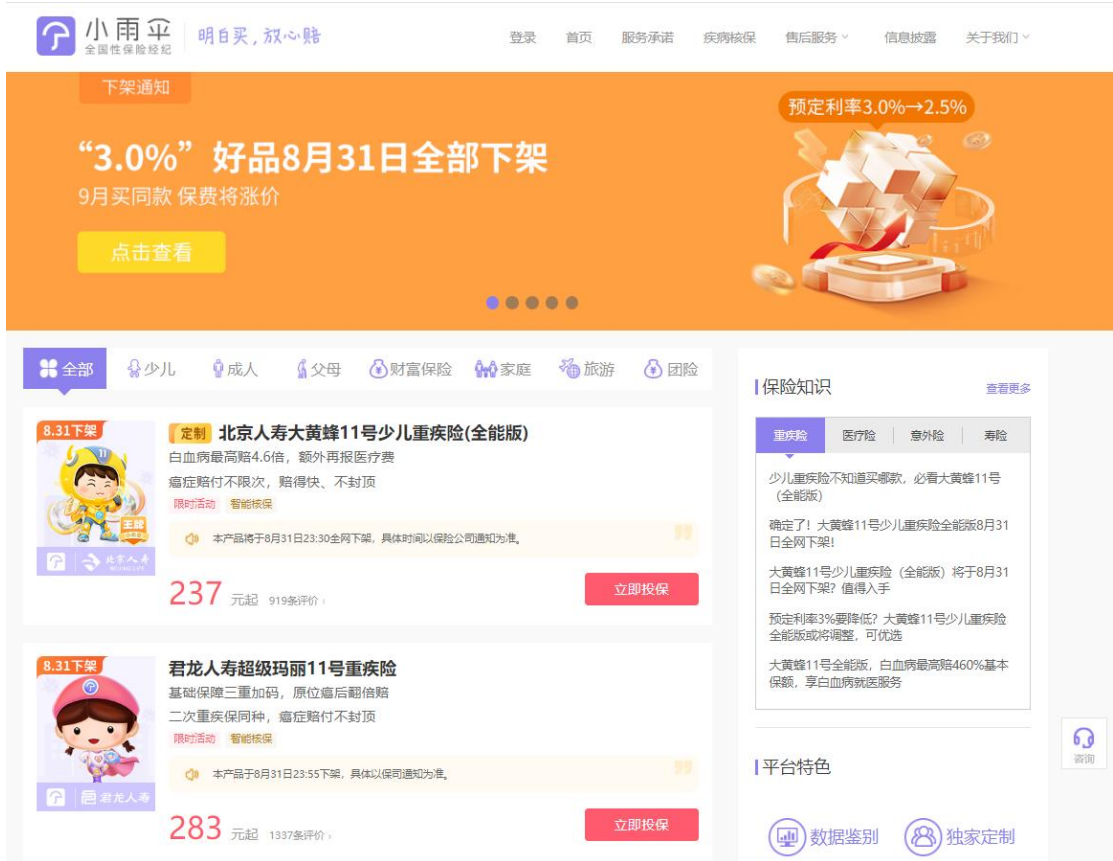 小雨伞
全国性保险经纪
明白买，放心赔
登录 首页 服务承诺 疾病核保 售后服务 信息披露 关于我们
下架通知
“3.0%”好品8月31日全部下架
9月买同款 保费将涨价
点击查看
预定利率3.0%→2.5%
全部 少儿 成人 父母 财富保险 家庭 旅游 团险
8.31下架
王牌
北京人寿
BEIJING LIFE
定制 北京人寿大黄蜂11号少儿重疾险(全能版)
白血病最高赔4.6倍，额外再报医疗费
癌症赔付不限次，赔得快、不封顶
限时活动 智能核保
本产品将于8月31日23:30全网下架，具体时间以保险公司通知为准。
237 元起 919条评价
立即投保
8.31下架
君龙人寿
君龙人寿超级玛丽11号重疾险
基础保障三重加码，原位癌后翻倍赔
二次重疾保同种，癌症赔付不封顶
限时活动 智能核保
本产品于8月31日23:55下架，具体以保司通知为准。
283 元起 1337条评价
立即投保
保险知识 查看更多
重疾险 医疗险 意外险 寿险
少儿重疾险不知道买哪款，必看大黄蜂11号
（全能版）
确定了！大黄蜂11号少儿重疾险全能版8月31
日全网下架！
大黄蜂11号少儿重疾险（全能版）将于8月31
日全网下架？值得入手
预定利率3%要降低？大黄蜂11号少儿重疾险
全能版或将调整，可优选
大黄蜂11号全能版，白血病最高赔460%基本
保额，享白血病就医服务
平台特色
数据鉴别 独家定制
咨询